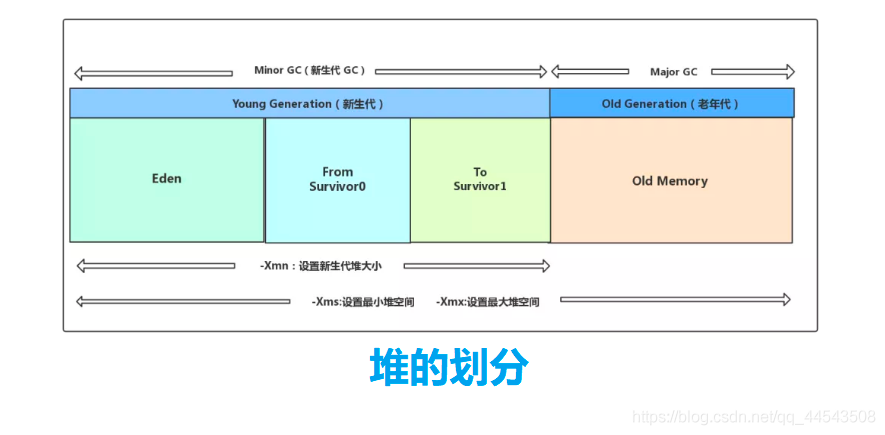 Minor GC（新生代 GC）
Major GC
Young Generation（新生代）
Old Generation（老年代）
Eden
From
Survivor0
To
Survivor1
Old Memory
-Xmn：设置新生代堆大小
-Xms:设置最小堆空间
-Xmx:设置最大堆空间
堆的划分
https://blog.csdn.net/qq_44543508